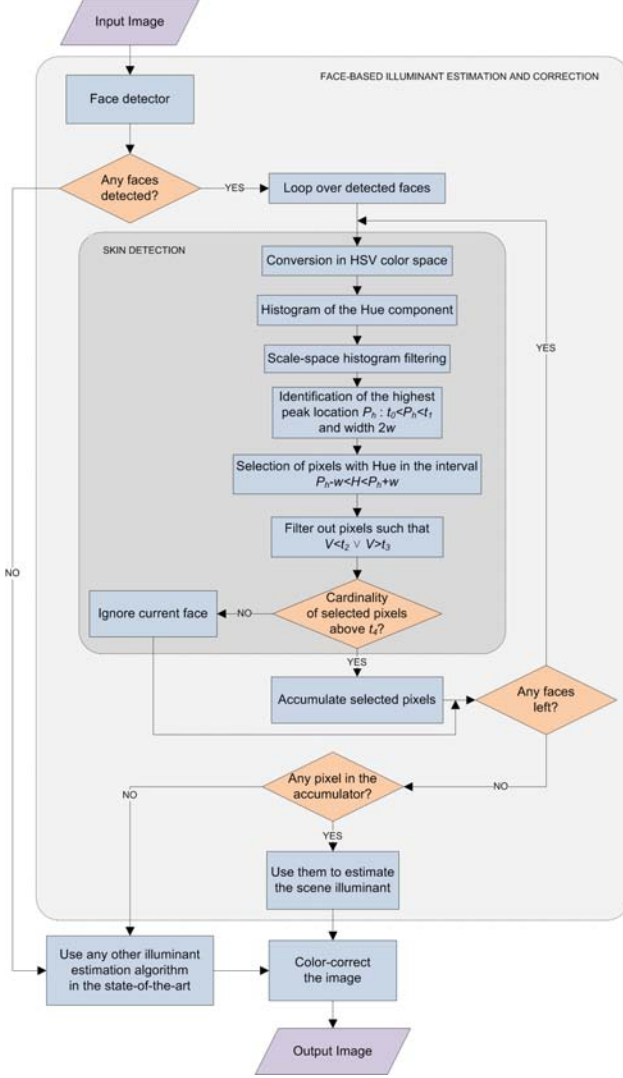 Input Image
FACE-BASED ILLUMINANT ESTIMATION AND CORRECTION
Face detector
Any faces
detected?
YES
Loop over detected faces
SKIN DETECTION
Conversion in HSV color space
Histogram of the Hue component
YES
Scale-space histogram filtering
Identification of the highest
peak location Pₕ : t₀<Pₕ<t₁
and width 2w
Selection of pixels with Hue in the interval
Pₕ-w<H<Pₕ+w
Filter out pixels such that
V<t₂ ∨ V>t₃
NO
Cardinality
of selected pixels
above t₄?
NO
Ignore current face
YES
Accumulate selected pixels
Any faces
left?
Any pixel in the
accumulator?
NO
NO
YES
Use them to estimate
the scene illuminant
Use any other illuminant
estimation algorithm
in the state-of-the-art
Color-correct
the image
Output Image